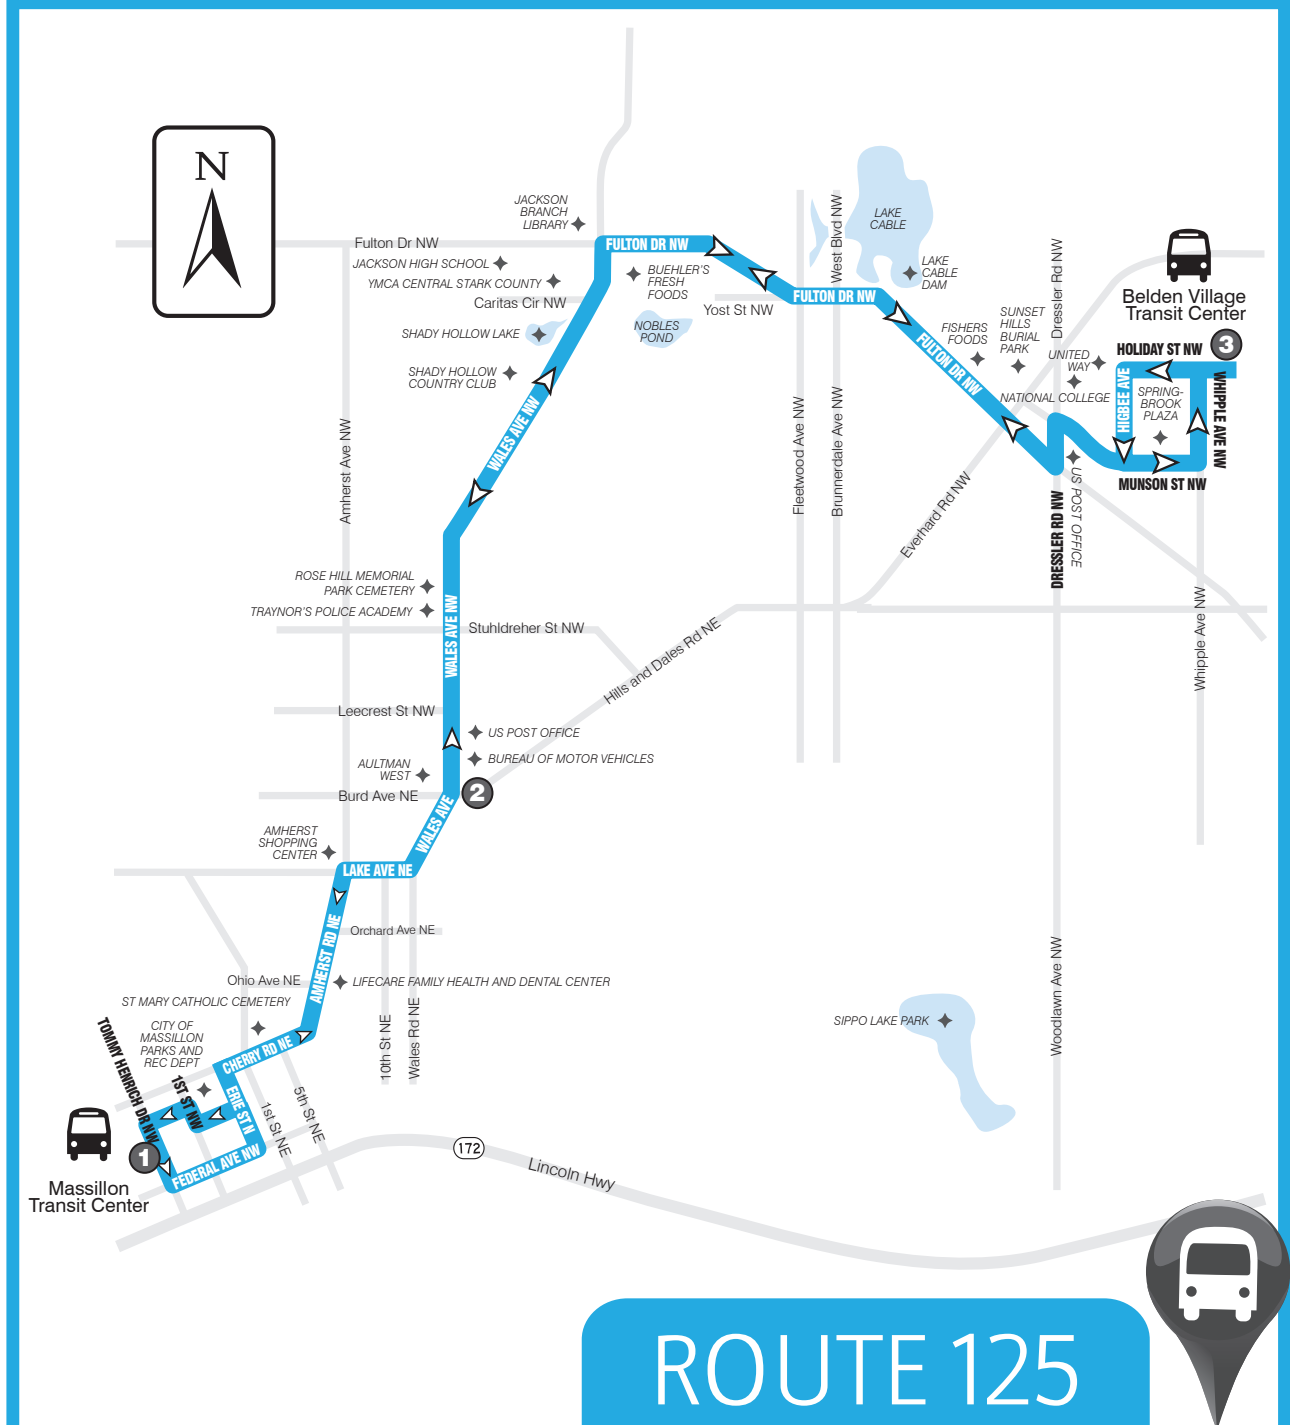 N
JACKSON
BRANCH
LIBRARY
Fulton Dr NW
FULTON DR NW
JACKSON HIGH SCHOOL
YMCA CENTRAL STARK COUNTY
Caritas Cir NW
BUEHLER'S
FRESH
FOODS
SHADY HOLLOW LAKE
NOBLES
POND
SHADY HOLLOW
COUNTRY CLUB
Yost St NW
FULTON DR NW
West Blvd NW
LAKE
CABLE
LAKE
CABLE
DAM
Dressler Rd NW
Belden Village
Transit Center
3
FISHERS
FOODS
SUNSET
HILLS
BURIAL
PARK
UNITED
WAY
NATIONAL COLLEGE
FULTON DR NW
HOLIDAY ST NW
HIGBEE AVE
SPRING-
BROOK
PLAZA
WHIPPLE AVE NW
MUNSON ST NW
US POST OFFICE
DRESSLER RD NW
Amherst Ave NW
WALES AVE NW
Fleetwood Ave NW
Brunnerdale Ave NW
Everhard Rd NW
ROSE HILL MEMORIAL
PARK CEMETERY
TRAYNOR'S POLICE ACADEMY
WALES AVE NW
Stuhldreher St NW
Hills and Dales Rd NE
Whipple Ave NW
Leecrest St NW
US POST OFFICE
BUREAU OF MOTOR VEHICLES
AULTMAN
WEST
Burd Ave NE
2
WALES AVE
AMHERST
SHOPPING
CENTER
LAKE AVE NE
AMHERST RD NE
Orchard Ave NE
Ohio Ave NE
LIFECARE FAMILY HEALTH AND DENTAL CENTER
ST MARY CATHOLIC CEMETERY
10th St NE
Wales Rd NE
SIPPO LAKE PARK
Woodlawn Ave NW
CITY OF
MASSILLON
PARKS AND
REC DEPT
CHERRY RD NE
TOMMY HENRICH DR NW
1ST ST NW
ERIE ST N
1st St NE
5th St NE
1
FEDERAL AVE NW
Massillon
Transit Center
172
Lincoln Hwy
ROUTE 125